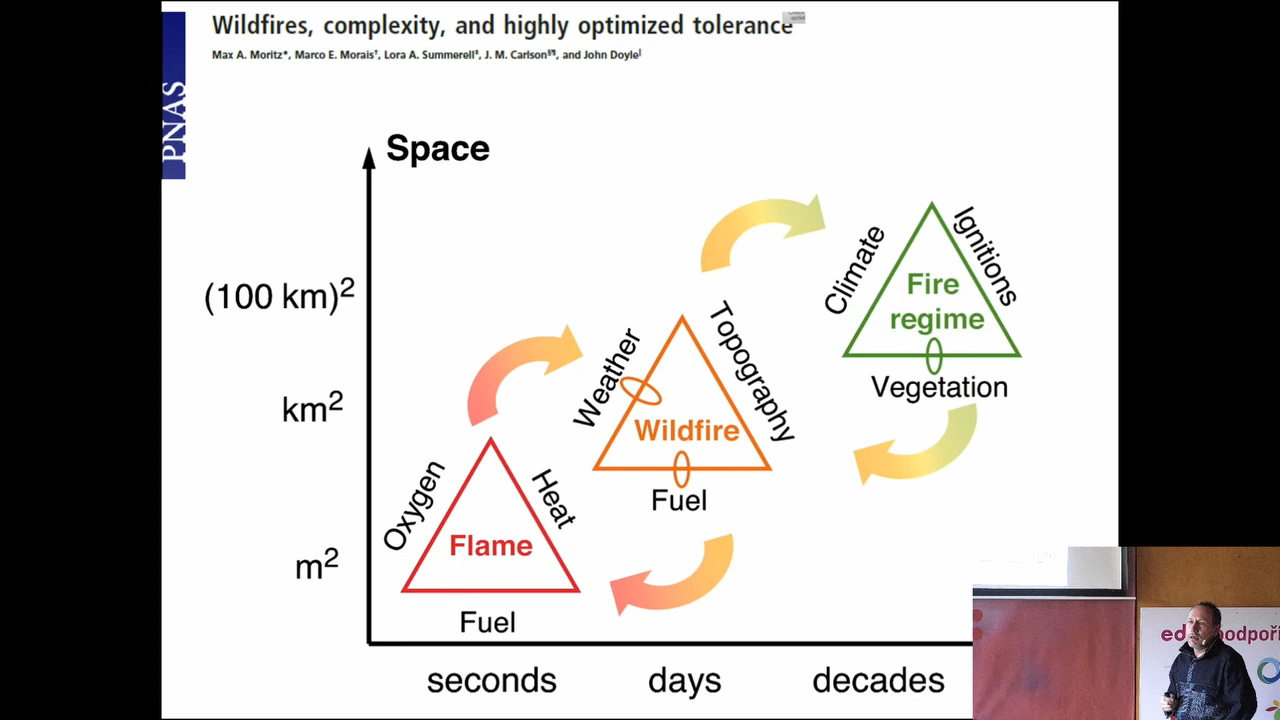 Wildfires, complexity, and highly optimized tolerance
Max A. Moritz*, Marco E. Morais†, Lora A. Summerell‡, J. M. Carlson§¶, and John Doyle∥
PNAS
Space
(100 km)²
km²
m²
Oxygen
Heat
Flame
Fuel
Weather
Topography
Wildfire
Fuel
Climate
Ignitions
Fire
regime
Vegetation
seconds
days
decades